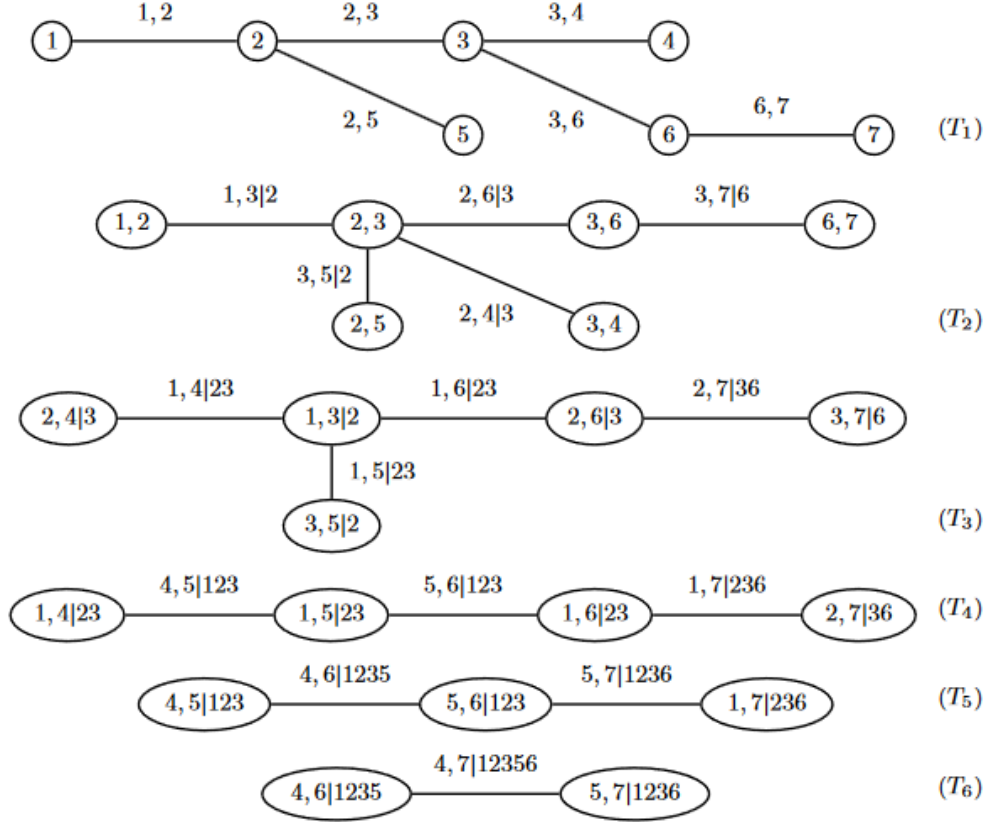 1, 2 2, 3 3, 4
1 2 3 4
2, 5 3, 6 6, 7
5 6 7 (T1)
1, 3|2 2, 6|3 3, 7|6
1, 2 2, 3 3, 6 6, 7
3, 5|2 2, 4|3
2, 5 3, 4 (T2)
1, 4|23 1, 6|23 2, 7|36
2, 4|3 1, 3|2 2, 6|3 3, 7|6
1, 5|23
3, 5|2 (T3)
4, 5|123 5, 6|123 1, 7|236
1, 4|23 1, 5|23 1, 6|23 2, 7|36 (T4)
4, 6|1235 5, 7|1236
4, 5|123 5, 6|123 1, 7|236 (T5)
4, 7|12356
4, 6|1235 5, 7|1236 (T6)